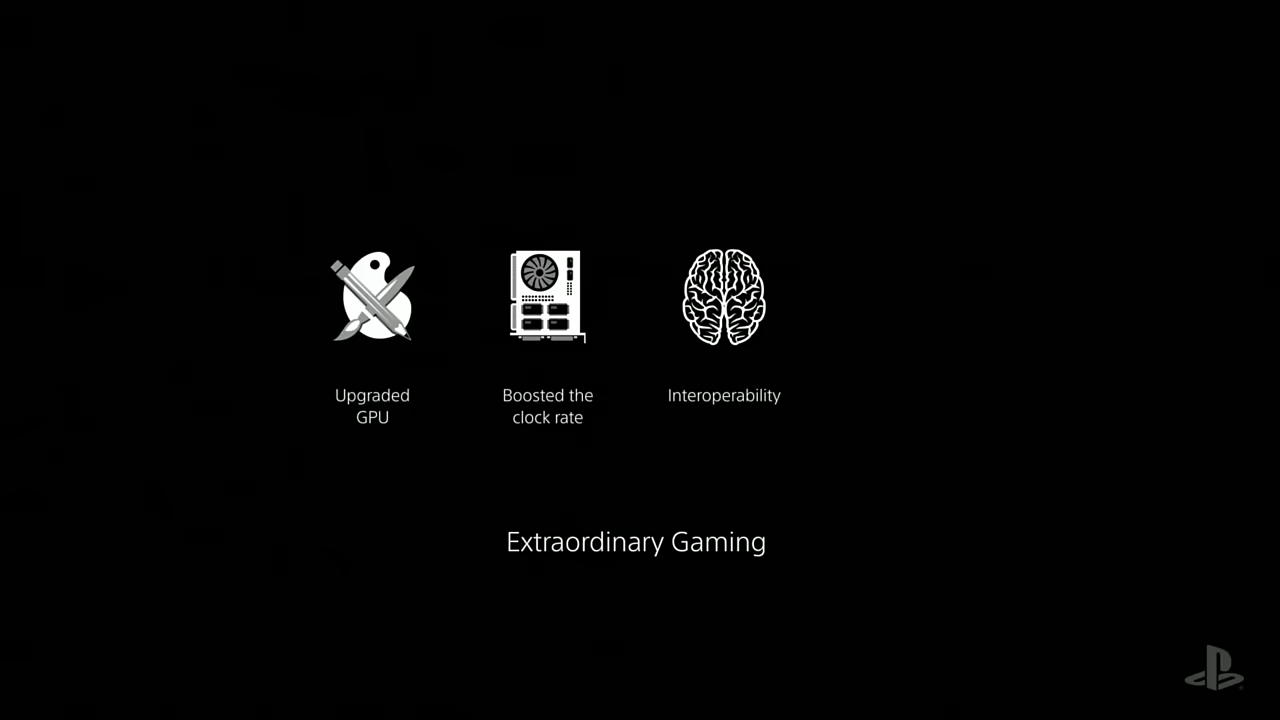 Upgraded
GPU
Boosted the
clock rate
Interoperability
Extraordinary Gaming